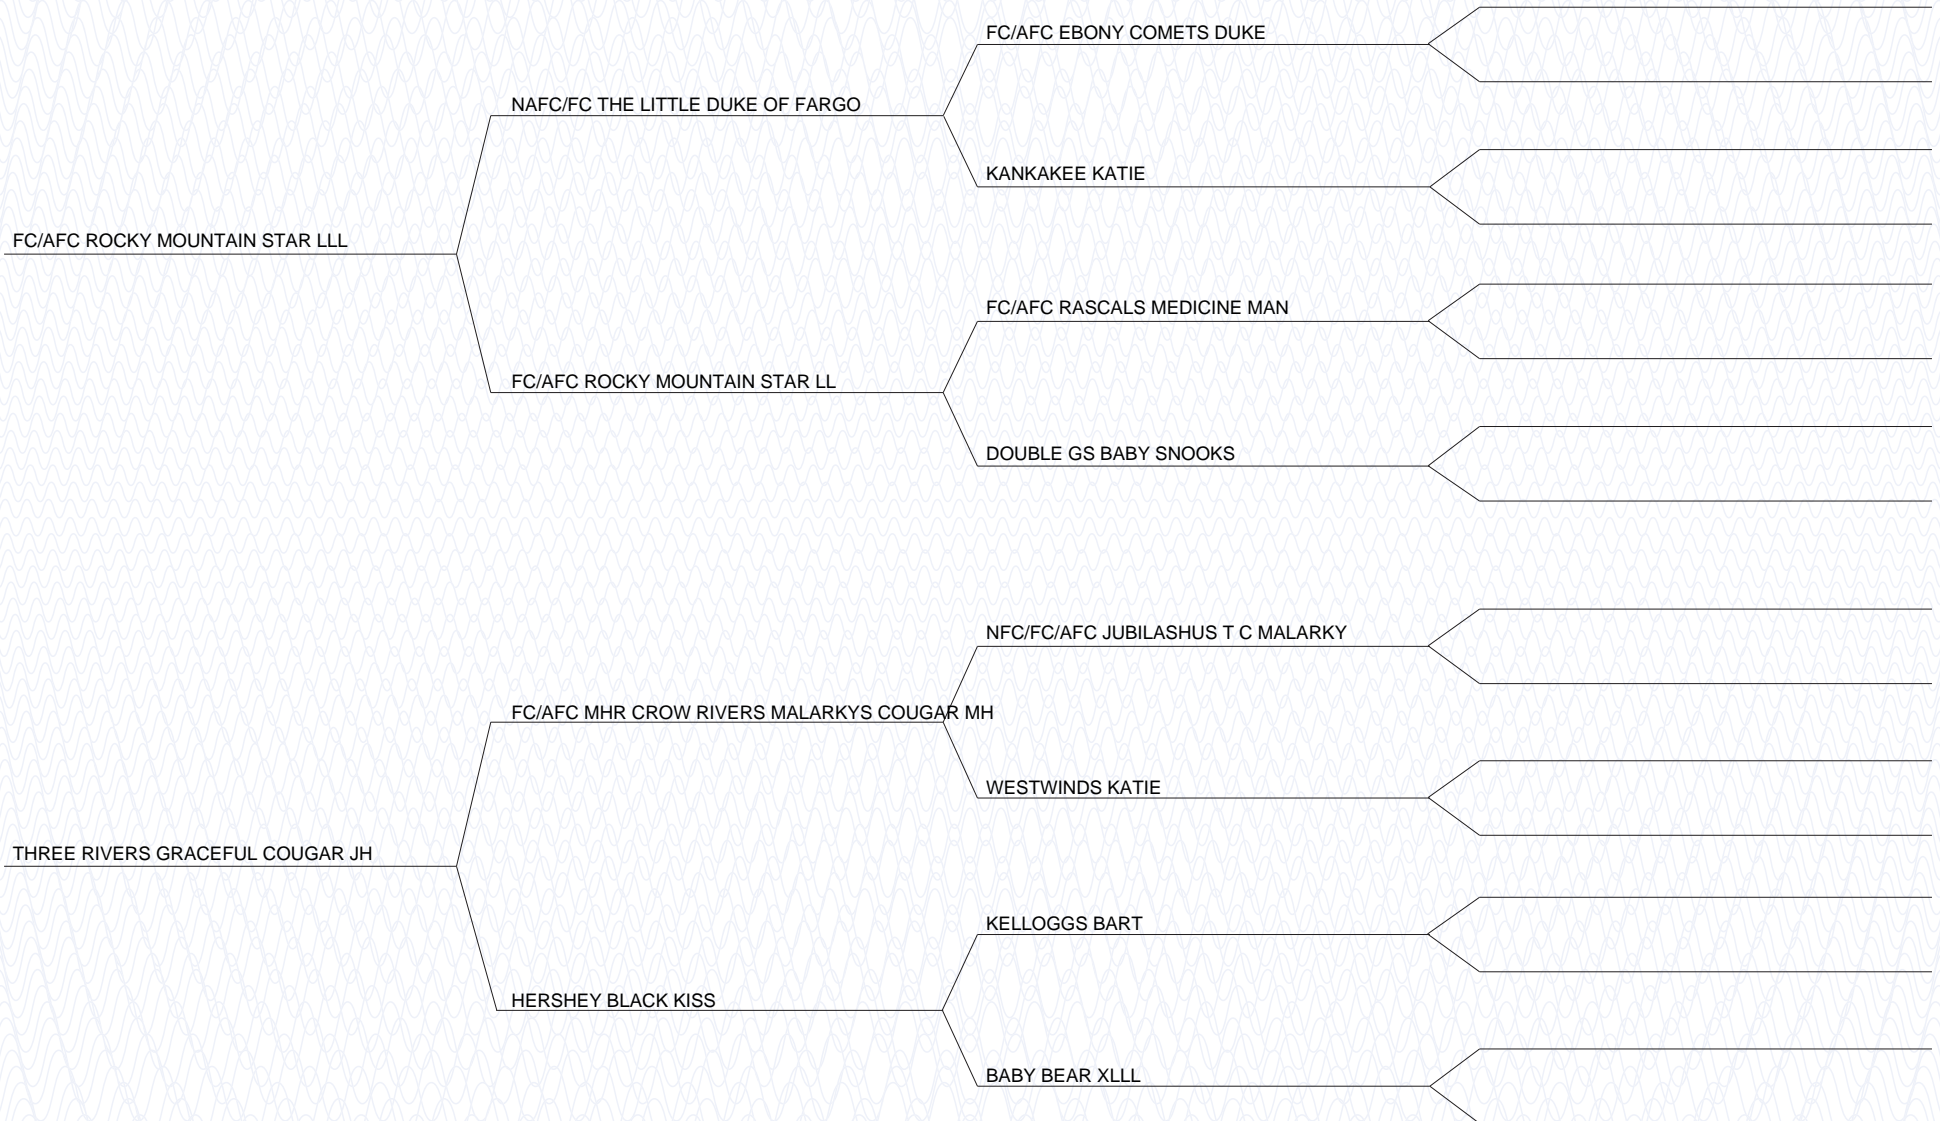 FC/AFC EBONY COMETS DUKE
NAFC/FC THE LITTLE DUKE OF FARGO
KANKAKEE KATIE
FC/AFC ROCKY MOUNTAIN STAR LLL
FC/AFC RASCALS MEDICINE MAN
FC/AFC ROCKY MOUNTAIN STAR LL
DOUBLE GS BABY SNOOKS
NFC/FC/AFC JUBILASHUS T C MALARKY
FC/AFC MHR CROW RIVERS MALARKYS COUGAR MH
WESTWINDS KATIE
THREE RIVERS GRACEFUL COUGAR JH
KELLOGGS BART
HERSHEY BLACK KISS
BABY BEAR XLLL